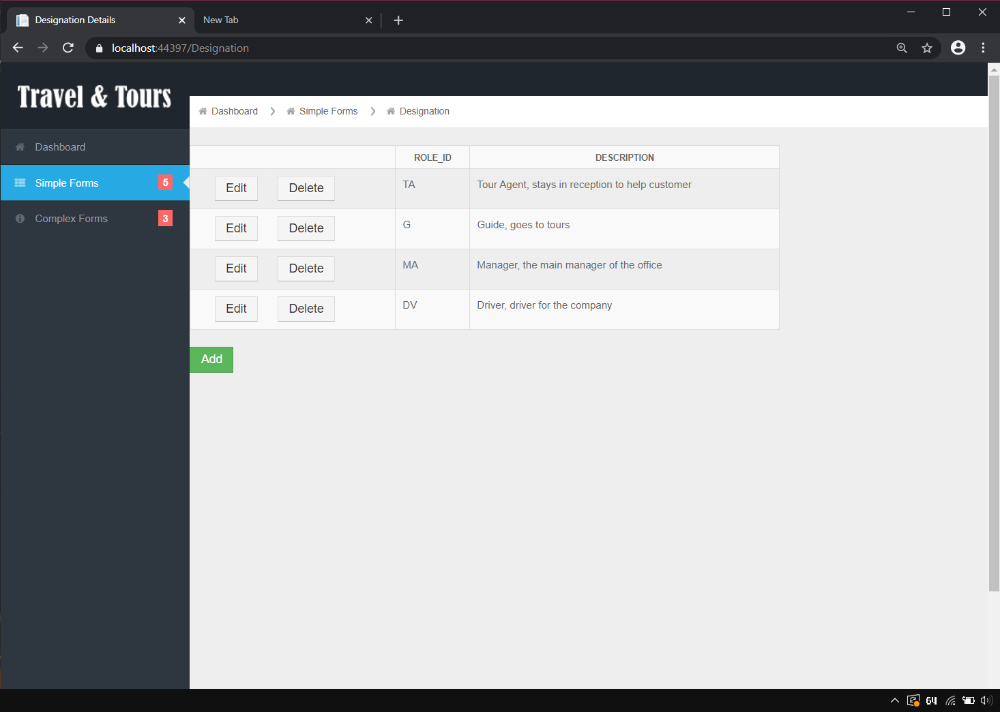 Designation Details
New Tab
localhost:44397/Designation
Travel & Tours
Dashboard
Simple Forms 5
Complex Forms 3
Dashboard Simple Forms Designation
ROLE_ID DESCRIPTION
Edit Delete TA Tour Agent, stays in reception to help customer
Edit Delete G Guide, goes to tours
Edit Delete MA Manager, the main manager of the office
Edit Delete DV Driver, driver for the company
Add
64